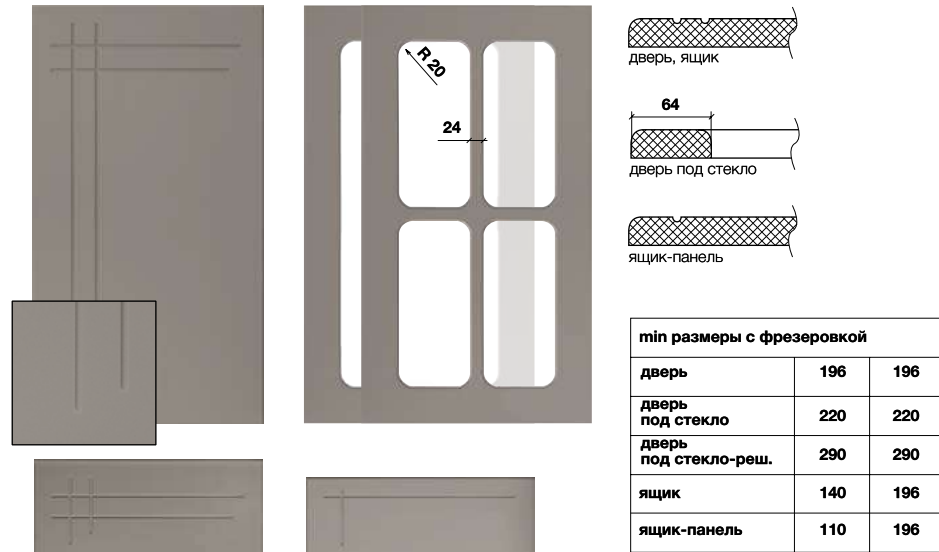 R 20
24
дверь, ящик
64
дверь под стекло
ящик-панель
min размеры с фрезеровкой
дверь 196 196
дверь
под стекло 220 220
дверь
под стекло-реш. 290 290
ящик 140 196
ящик-панель 110 196